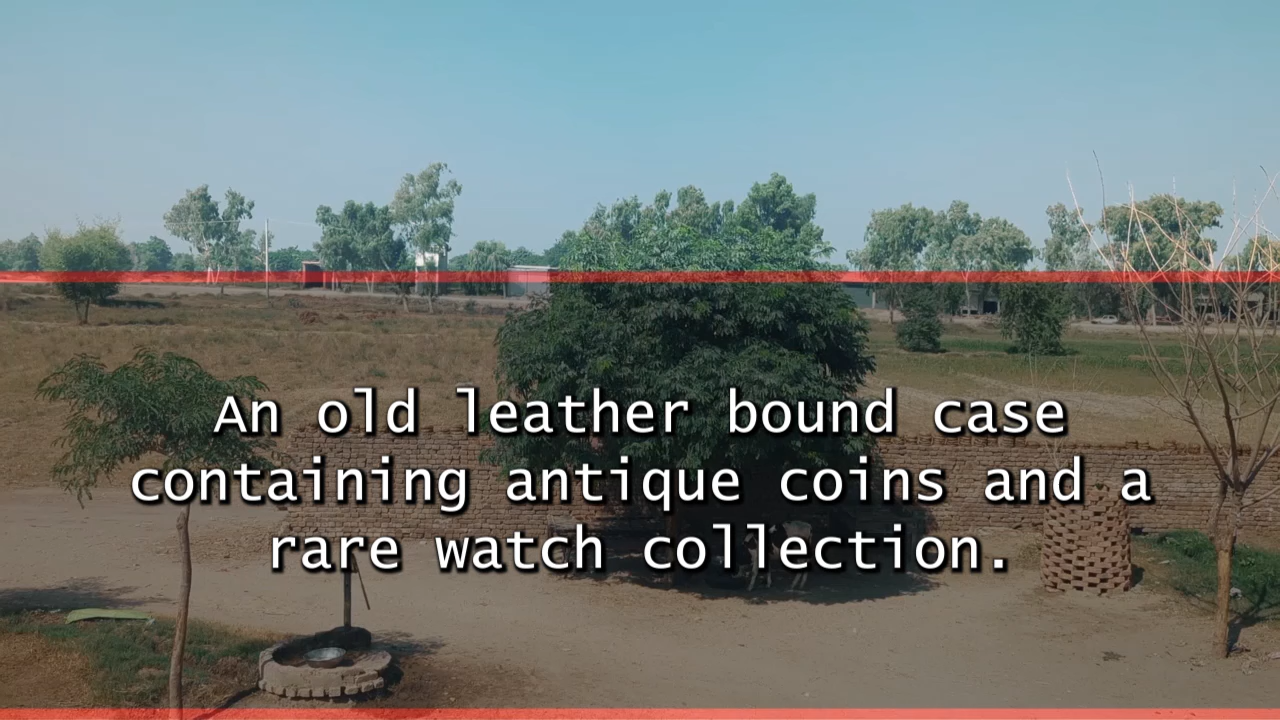 An old leather bound case
containing antique coins and a
rare watch collection.